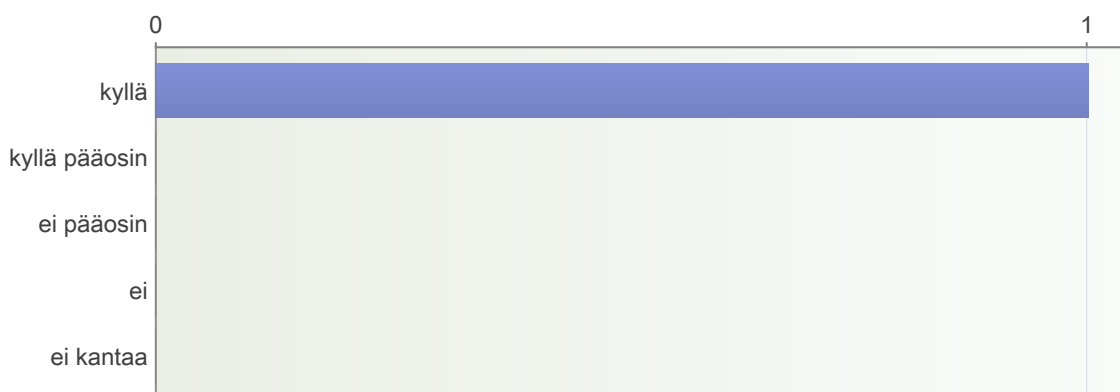 0 1
kyllä
kyllä pääosin
ei pääosin
ei
ei kantaa